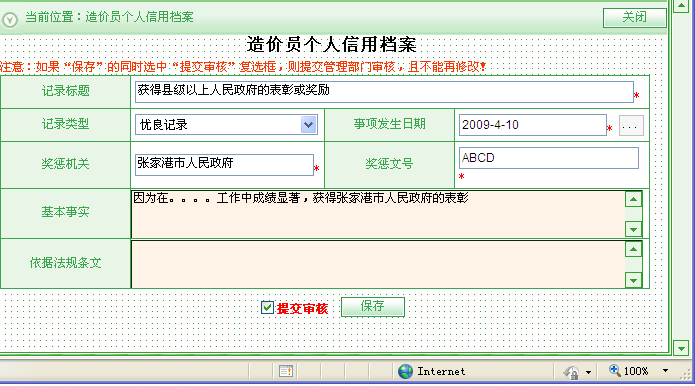 当前位置：造价员个人信用档案 关闭
造价员个人信用档案
注意：如果“保存”的同时选中“提交审核”复选框，则提交管理部门审核，且不能再修改！
记录标题 获得县级以上人民政府的表彰或奖励 *
记录类型 优良记录 事项发生日期 2009-4-10 * ...
奖惩机关 张家港市人民政府 * 奖惩文号 ABCD *
基本事实 因为在。。。。工作中成绩显著，获得张家港市人民政府的表彰
依据法规条文
提交审核 保存
Internet 100%